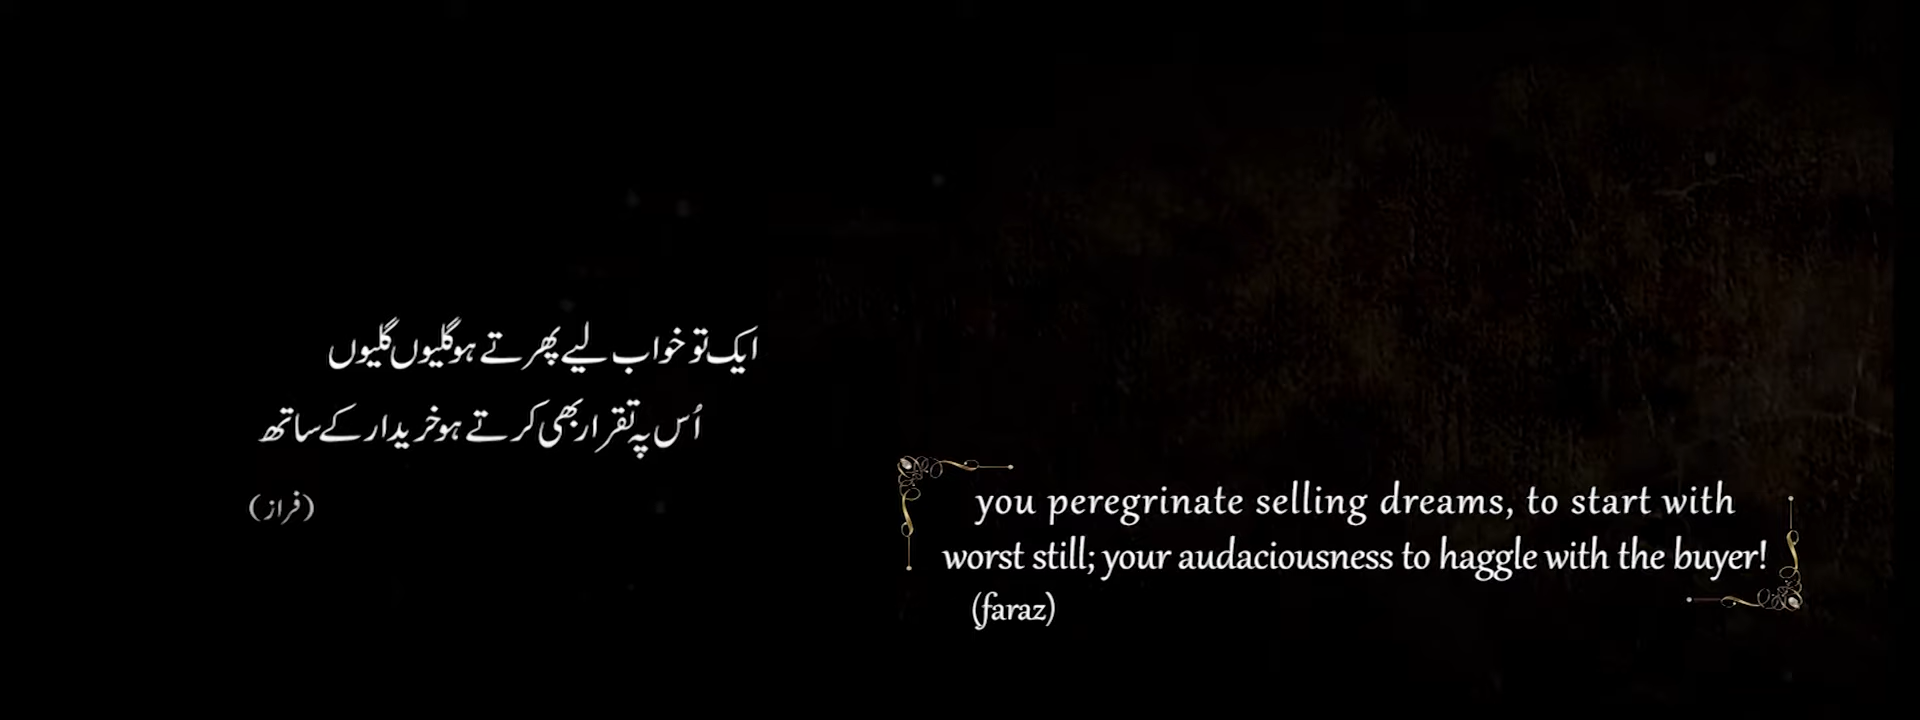 ایک تو خواب لیے پھرتے ہو گلیوں گلیوں
اُس پہ تقرار بھی کرتے ہو خریدار کے ساتھ
(فراز)
you peregrinate selling dreams, to start with
worst still; your audaciousness to haggle with the buyer!
(faraz)